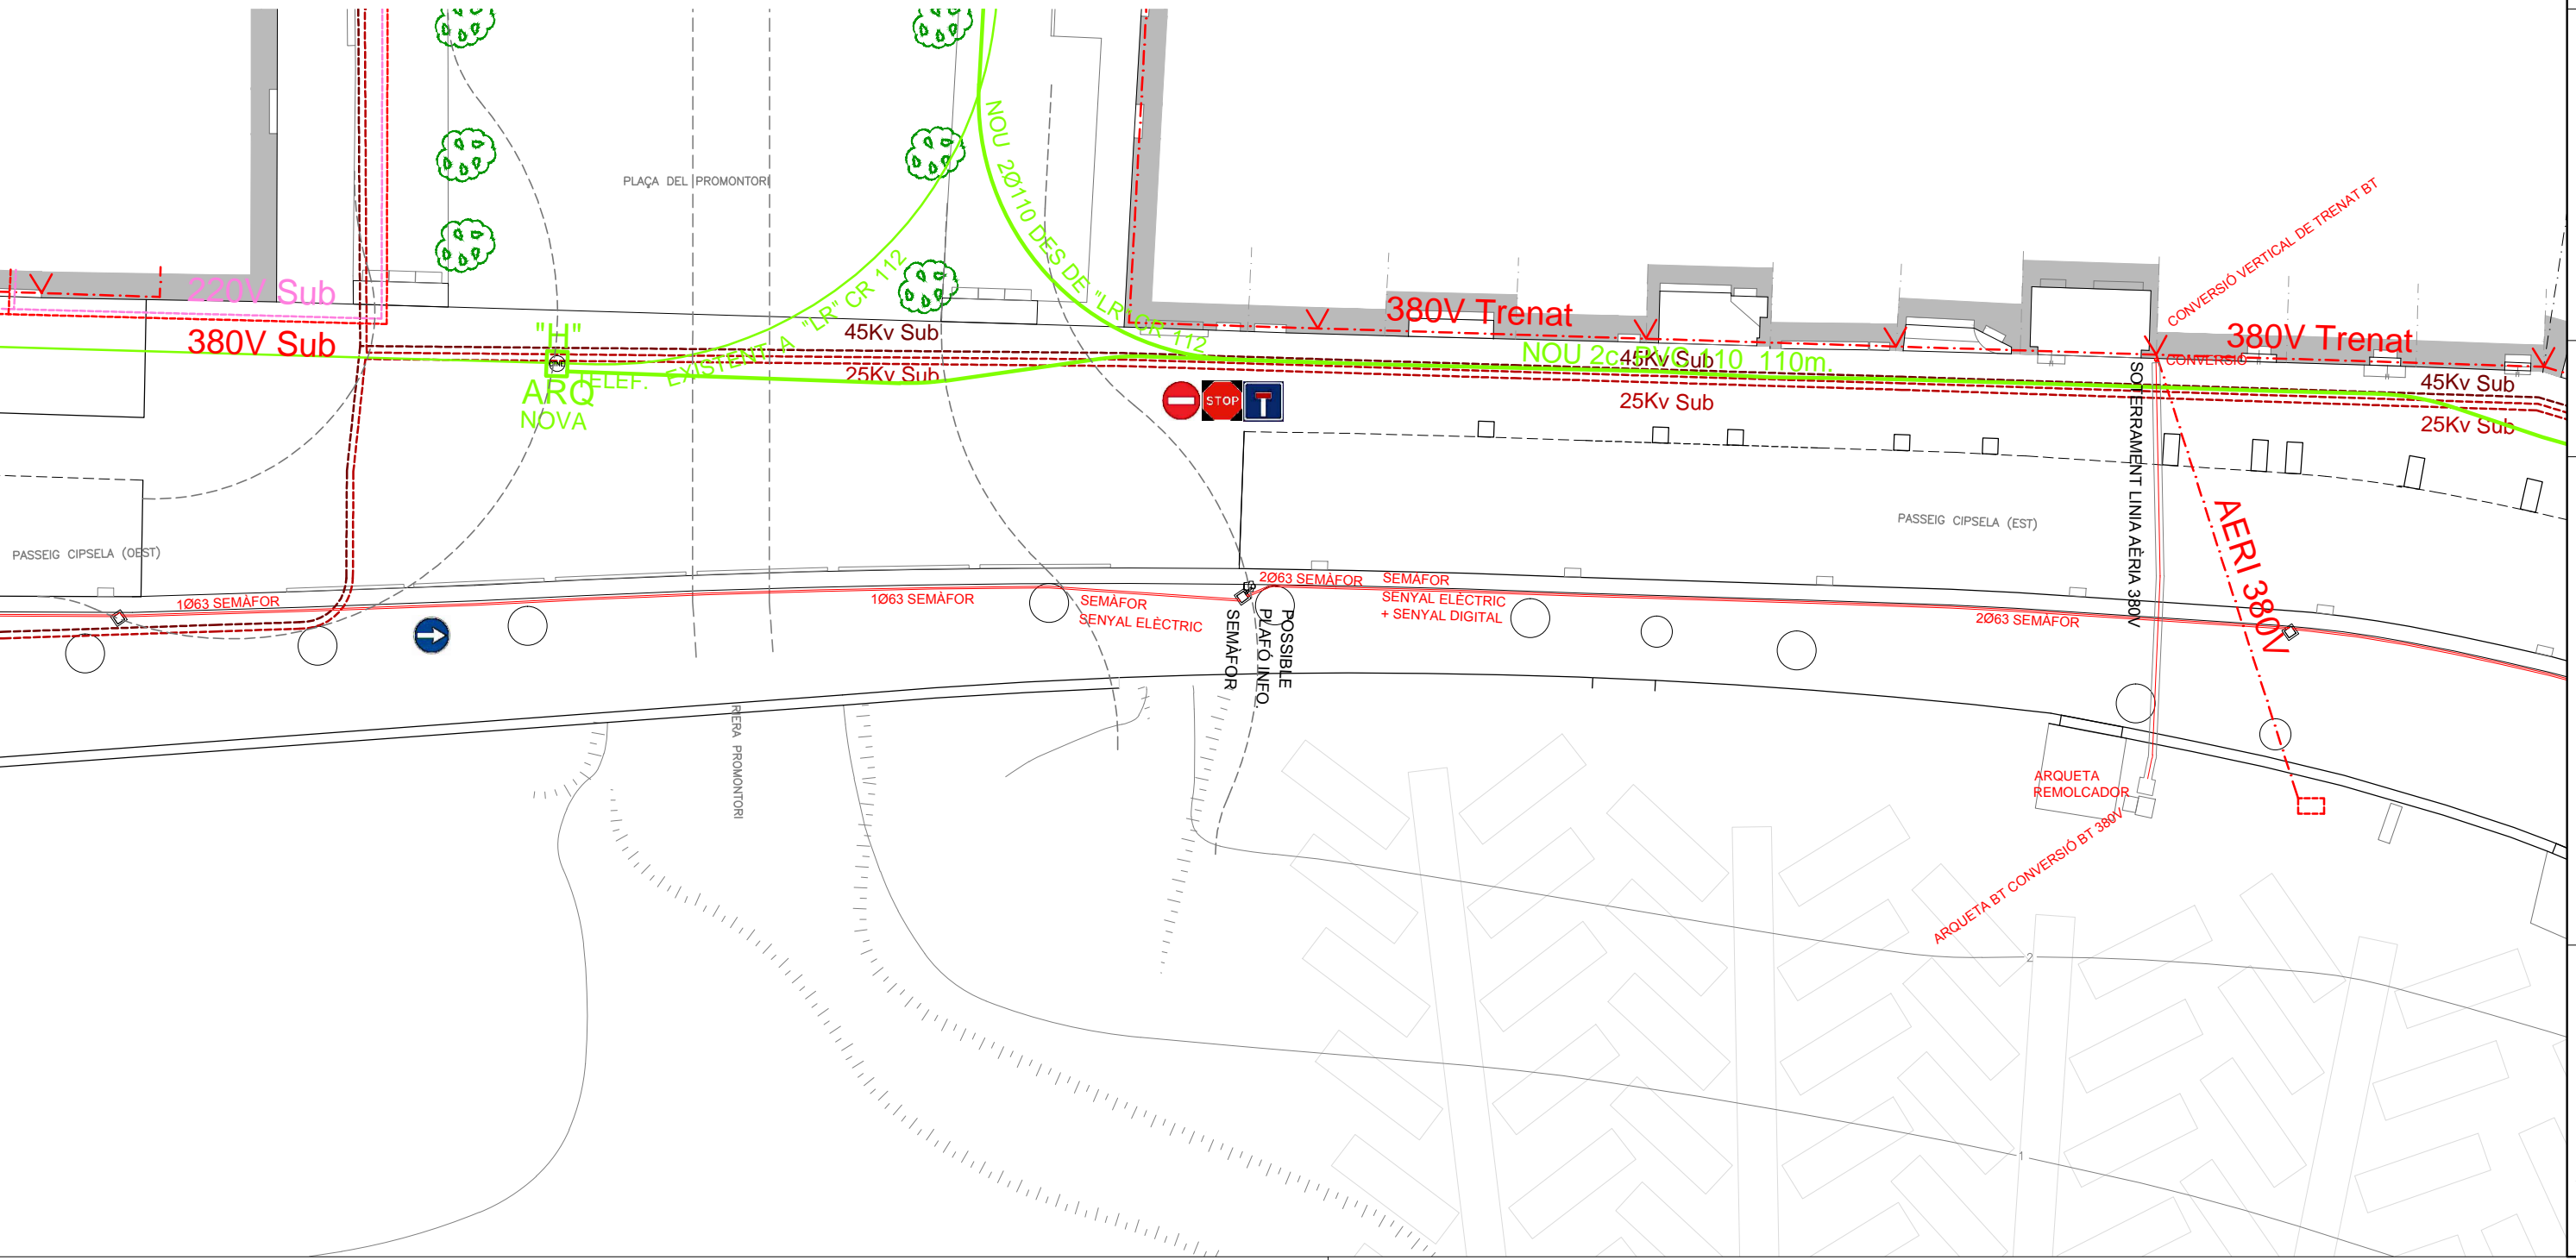 PLAÇA DEL PROMONTORI
CONVERSIÓ VERTICAL DE TRENAT BT
NOU 2Ø110 DES DE "LR" CR 112
TELEF. EXISTENT A "LR" CR 112
220V Sub
380V Sub
"H"
ARQ
NOVA
45Kv Sub
25Kv Sub
380V Trenat
NOU 2c PVC 110 110m.
45Kv Sub
25Kv Sub
380V Trenat
CONVERSIÓ
45Kv Sub
25Kv Sub
STOP
SOTERRAMENT LINIA AÈRIA 380V
AERI 380V
PASSEIG CIPSELA (OEST)
PASSEIG CIPSELA (EST)
1Ø63 SEMÀFOR
1Ø63 SEMÀFOR
SEMÀFOR
SENYAL ELÈCTRIC
2Ø63 SEMÀFOR
SEMÀFOR
SENYAL ELÈCTRIC
+ SENYAL DIGITAL
2Ø63 SEMÀFOR
SEMÀFOR
POSSIBLE
PLAFÓ INFO.
RIERA PROMONTORI
ARQUETA
REMOLCADOR
ARQUETA BT CONVERSIÓ BT 380V
2
1